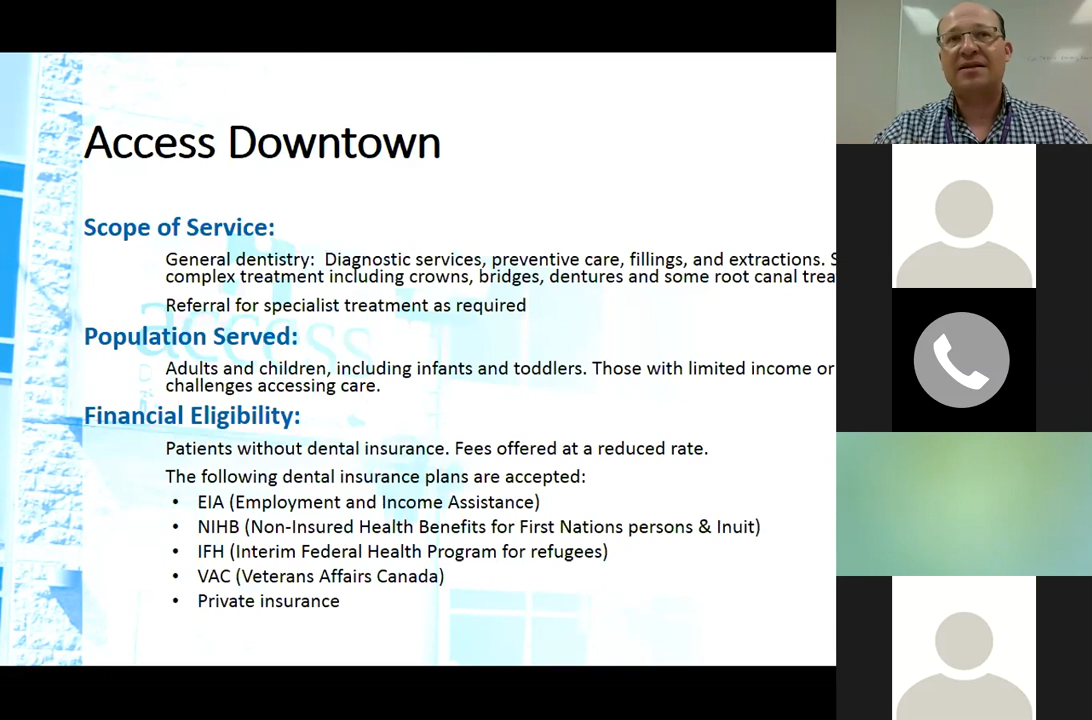 Access Downtown
Scope of Service:
General dentistry: Diagnostic services, preventive care, fillings, and extractions.
complex treatment including crowns, bridges, dentures and some root canal trea
Referral for specialist treatment as required
Population Served:
Adults and children, including infants and toddlers. Those with limited income or
challenges accessing care.
Financial Eligibility:
Patients without dental insurance. Fees offered at a reduced rate.
The following dental insurance plans are accepted:
• EIA (Employment and Income Assistance)
• NIHB (Non-Insured Health Benefits for First Nations persons & Inuit)
• IFH (Interim Federal Health Program for refugees)
• VAC (Veterans Affairs Canada)
• Private insurance
access